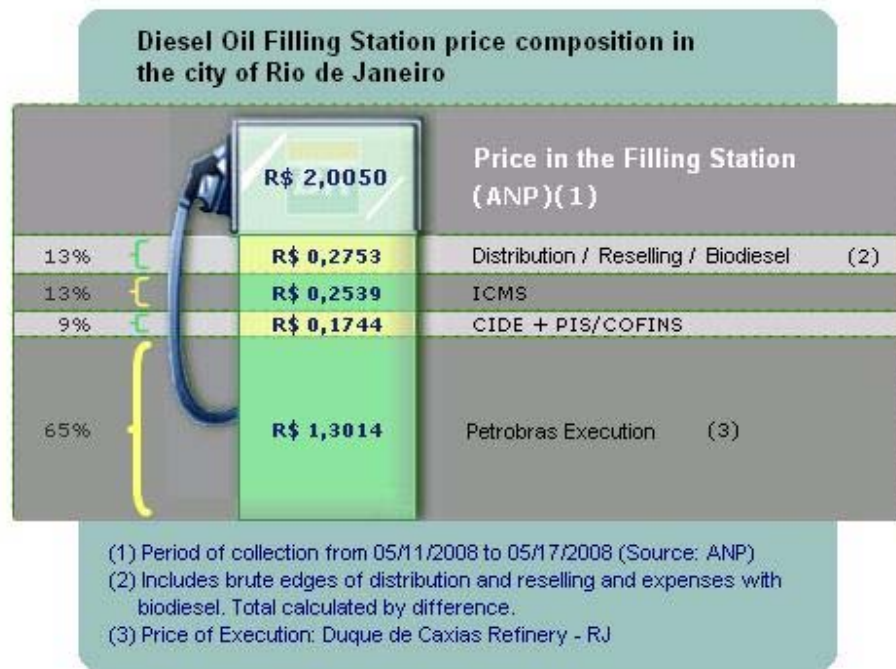 Diesel Oil Filling Station price composition in
the city of Rio de Janeiro
R$ 2,0050 Price in the Filling Station
(ANP)(1)
13% R$ 0,2753 Distribution / Reselling / Biodiesel (2)
13% R$ 0,2539 ICMS
9% R$ 0,1744 CIDE + PIS/COFINS
65% R$ 1,3014 Petrobras Execution (3)
(1) Period of collection from 05/11/2008 to 05/17/2008 (Source: ANP)
(2) Includes brute edges of distribution and reselling and expenses with
biodiesel. Total calculated by difference.
(3) Price of Execution: Duque de Caxias Refinery - RJ